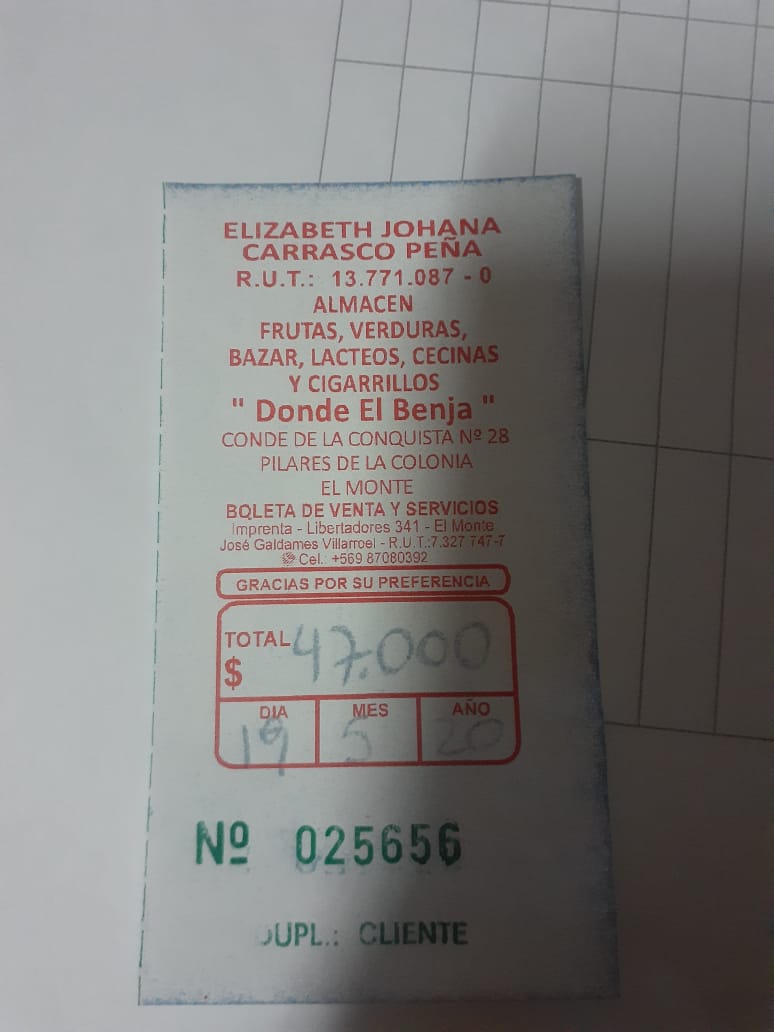 ELIZABETH JOHANA
CARRASCO PEÑA
R.U.T.: 13.771.087 - 0
ALMACEN
FRUTAS, VERDURAS,
BAZAR, LACTEOS, CECINAS
Y CIGARRILLOS
" Donde El Benja "
CONDE DE LA CONQUISTA Nº 28
PILARES DE LA COLONIA
EL MONTE
BOLETA DE VENTA Y SERVICIOS
Imprenta - Libertadores 341 - El Monte
José Galdames Villarroel - R.U.T.:7.327 747-7
Cel.: +569 87080392
GRACIAS POR SU PREFERENCIA
TOTAL 47.000
$
DIA MES AÑO
19 5 20
Nº 025656
DUPL.: CLIENTE